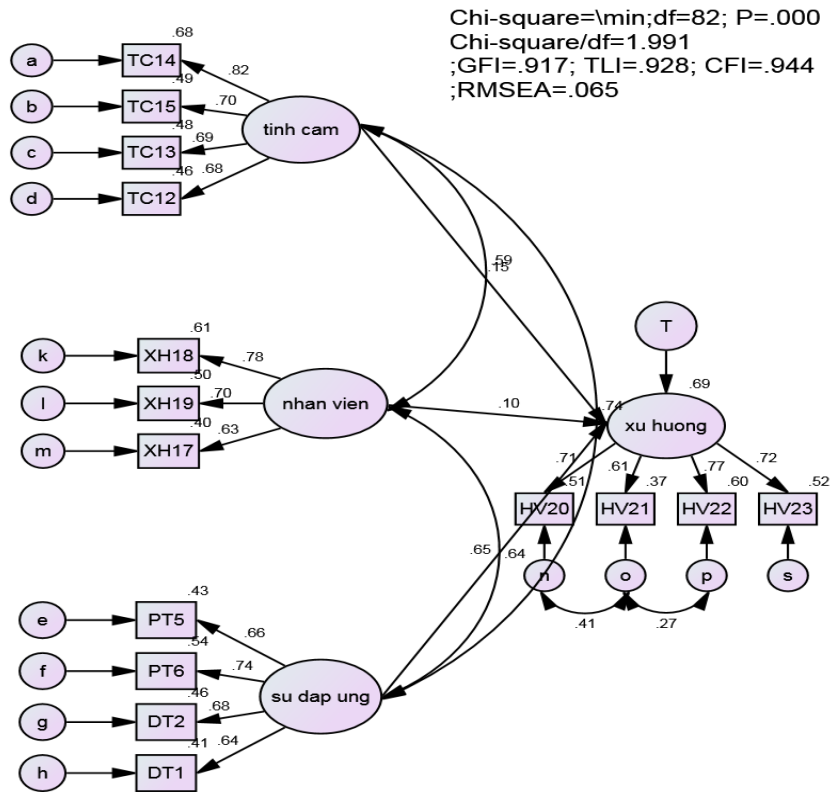 Chi-square=\min;df=82; P=.000
Chi-square/df=1.991
;GFI=.917; TLI=.928; CFI=.944
;RMSEA=.065
.68
a
TC14
.82
.49
b
TC15
.70
.48
c
TC13
.69
.46
d
TC12
.68
tinh cam
.59
.15
T
.61
k
XH18
.78
.50
l
XH19
.70
.40
m
XH17
.63
nhan vien
.10
.74
.69
xu huong
.71
.61
.77
.72
.51
.37
.60
.52
HV20
HV21
HV22
HV23
n
o
p
s
.41
.27
.65
.64
.43
e
PT5
.66
.54
f
PT6
.74
.46
g
DT2
.68
.41
h
DT1
.64
su dap ung